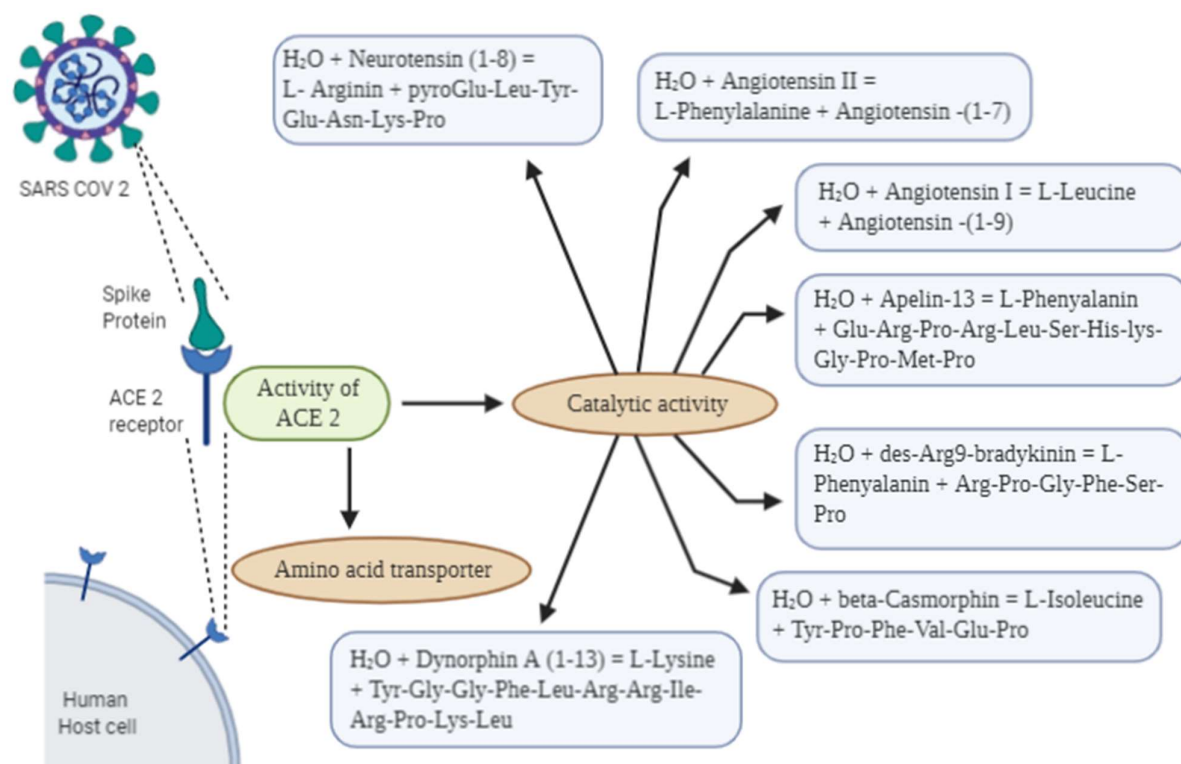 SARS COV 2
Spike
Protein
ACE 2
receptor
Human
Host cell
Activity of
ACE 2
Amino acid transporter
Catalytic activity
H₂O + Neurotensin (1-8) =
L- Arginin + pyroGlu-Leu-Tyr-
Glu-Asn-Lys-Pro
H₂O + Angiotensin II =
L-Phenylalanine + Angiotensin -(1-7)
H₂O + Angiotensin I = L-Leucine
+ Angiotensin -(1-9)
H₂O + Apelin-13 = L-Phenyalanin
+ Glu-Arg-Pro-Arg-Leu-Ser-His-lys-
Gly-Pro-Met-Pro
H₂O + des-Arg9-bradykinin = L-
Phenyalanin + Arg-Pro-Gly-Phe-Ser-
Pro
H₂O + beta-Casmorphin = L-Isoleucine
+ Tyr-Pro-Phe-Val-Glu-Pro
H₂O + Dynorphin A (1-13) = L-Lysine
+ Tyr-Gly-Gly-Phe-Leu-Arg-Arg-Ile-
Arg-Pro-Lys-Leu